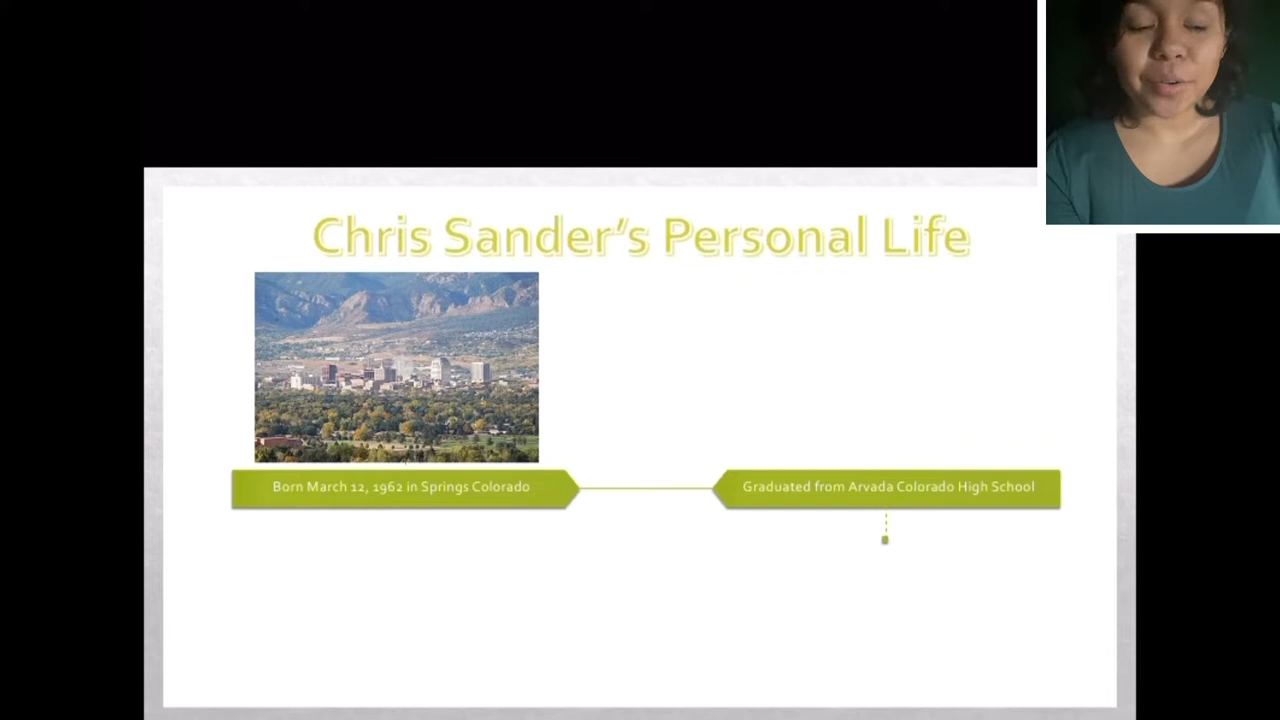 Chris Sander's Personal Life
Born March 12, 1962 in Springs Colorado
Graduated from Arvada Colorado High School